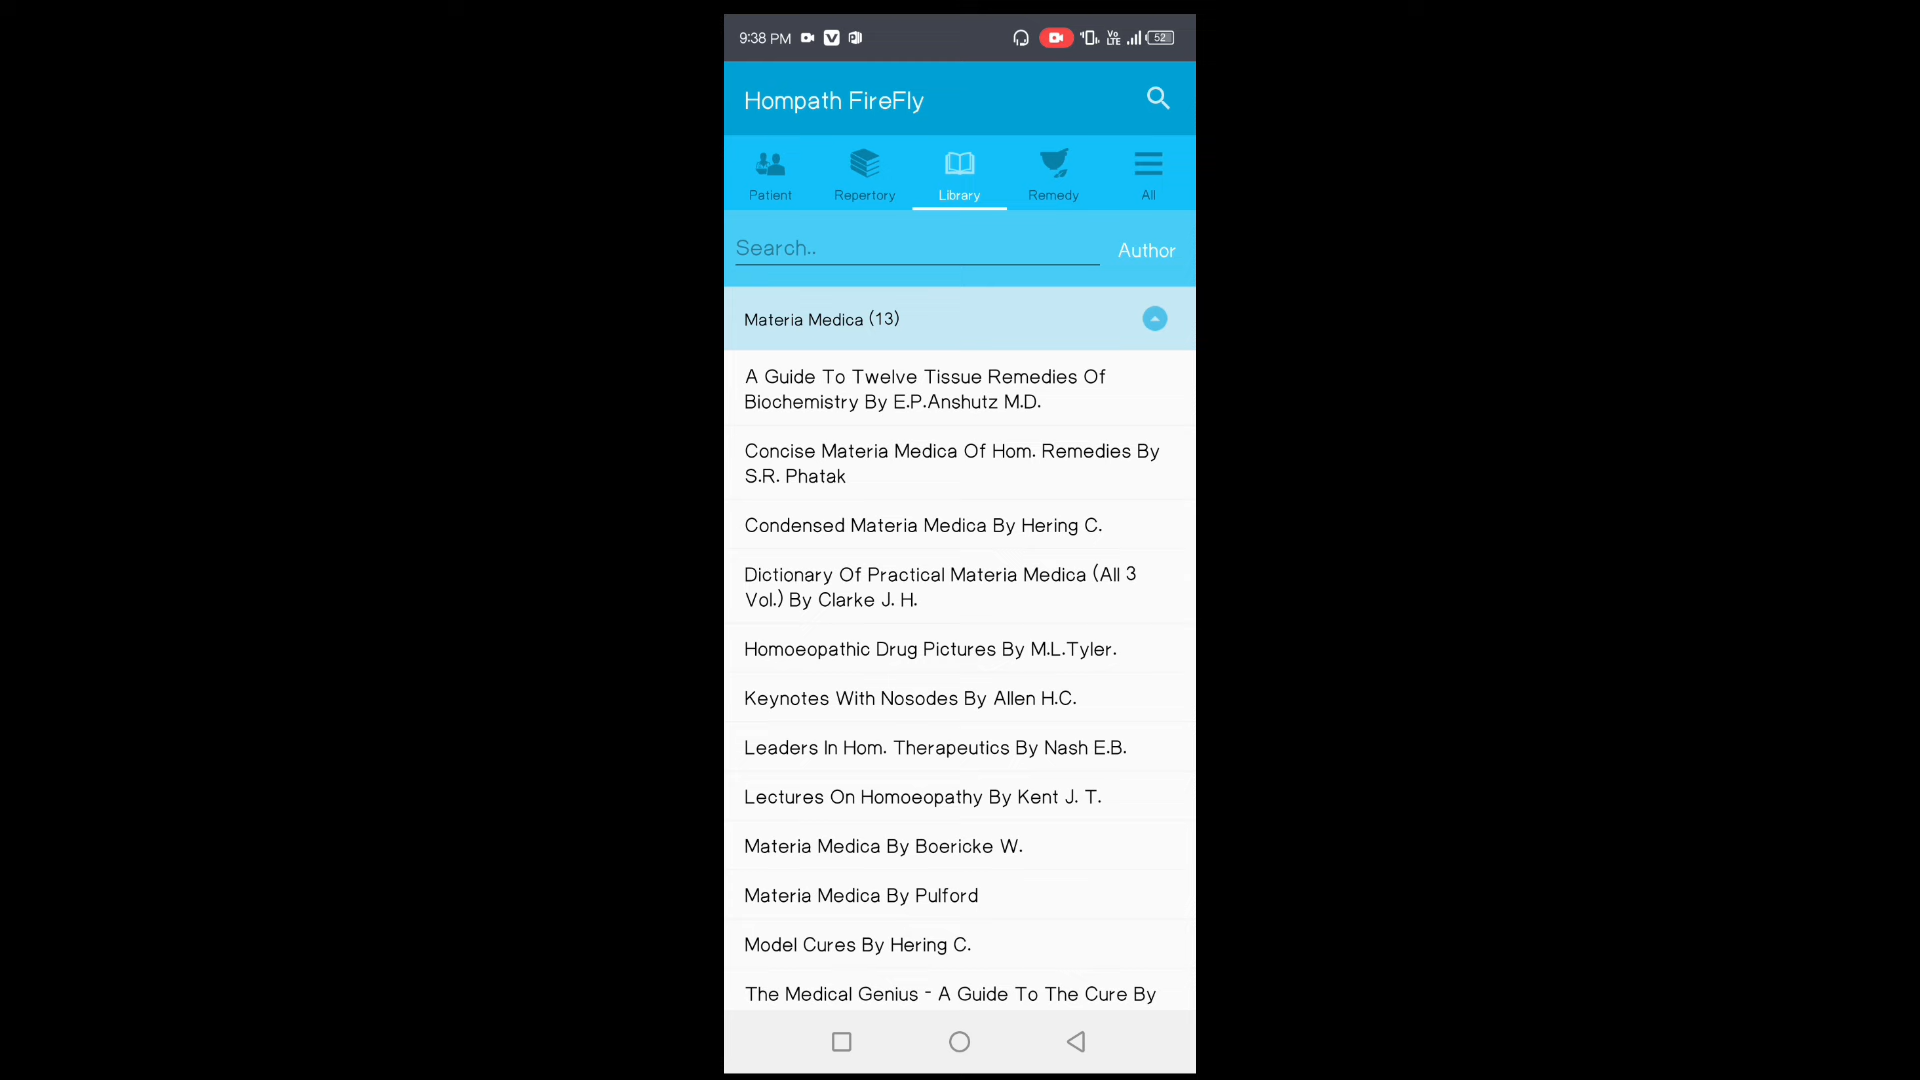 9:38 PM
Vo
LTE
52
Hompath FireFly
Patient
Repertory
Library
Remedy
All
Search..
Author
Materia Medica (13)
A Guide To Twelve Tissue Remedies Of
Biochemistry By E.P.Anshutz M.D.
Concise Materia Medica Of Hom. Remedies By
S.R. Phatak
Condensed Materia Medica By Hering C.
Dictionary Of Practical Materia Medica (All 3
Vol.) By Clarke J. H.
Homoeopathic Drug Pictures By M.L.Tyler.
Keynotes With Nosodes By Allen H.C.
Leaders In Hom. Therapeutics By Nash E.B.
Lectures On Homoeopathy By Kent J. T.
Materia Medica By Boericke W.
Materia Medica By Pulford
Model Cures By Hering C.
The Medical Genius - A Guide To The Cure By